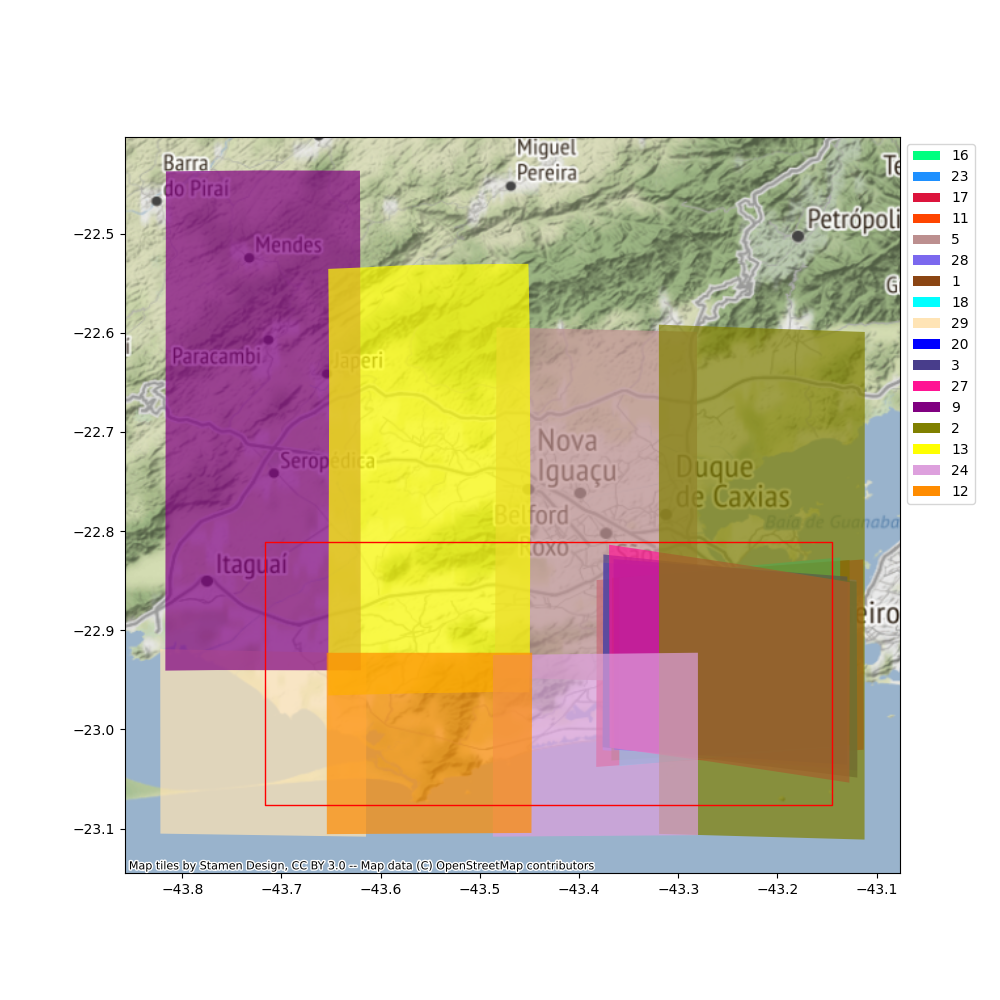 Miguel
Pereira
Barra
do Piraí
Te
Petrópoli
Mendes
G
i
Paracambi
Japeri
Nova
Iguaçu
Seropédica
Duque
de Caxias
Belford
Roxo
Baía de Guanaba
Itaguaí
eiro
Map tiles by Stamen Design, CC BY 3.0 -- Map data (C) OpenStreetMap contributors
−22.5
−22.6
−22.7
−22.8
−22.9
−23.0
−23.1
−43.8 −43.7 −43.6 −43.5 −43.4 −43.3 −43.2 −43.1
16
23
17
11
5
28
1
18
29
20
3
27
9
2
13
24
12